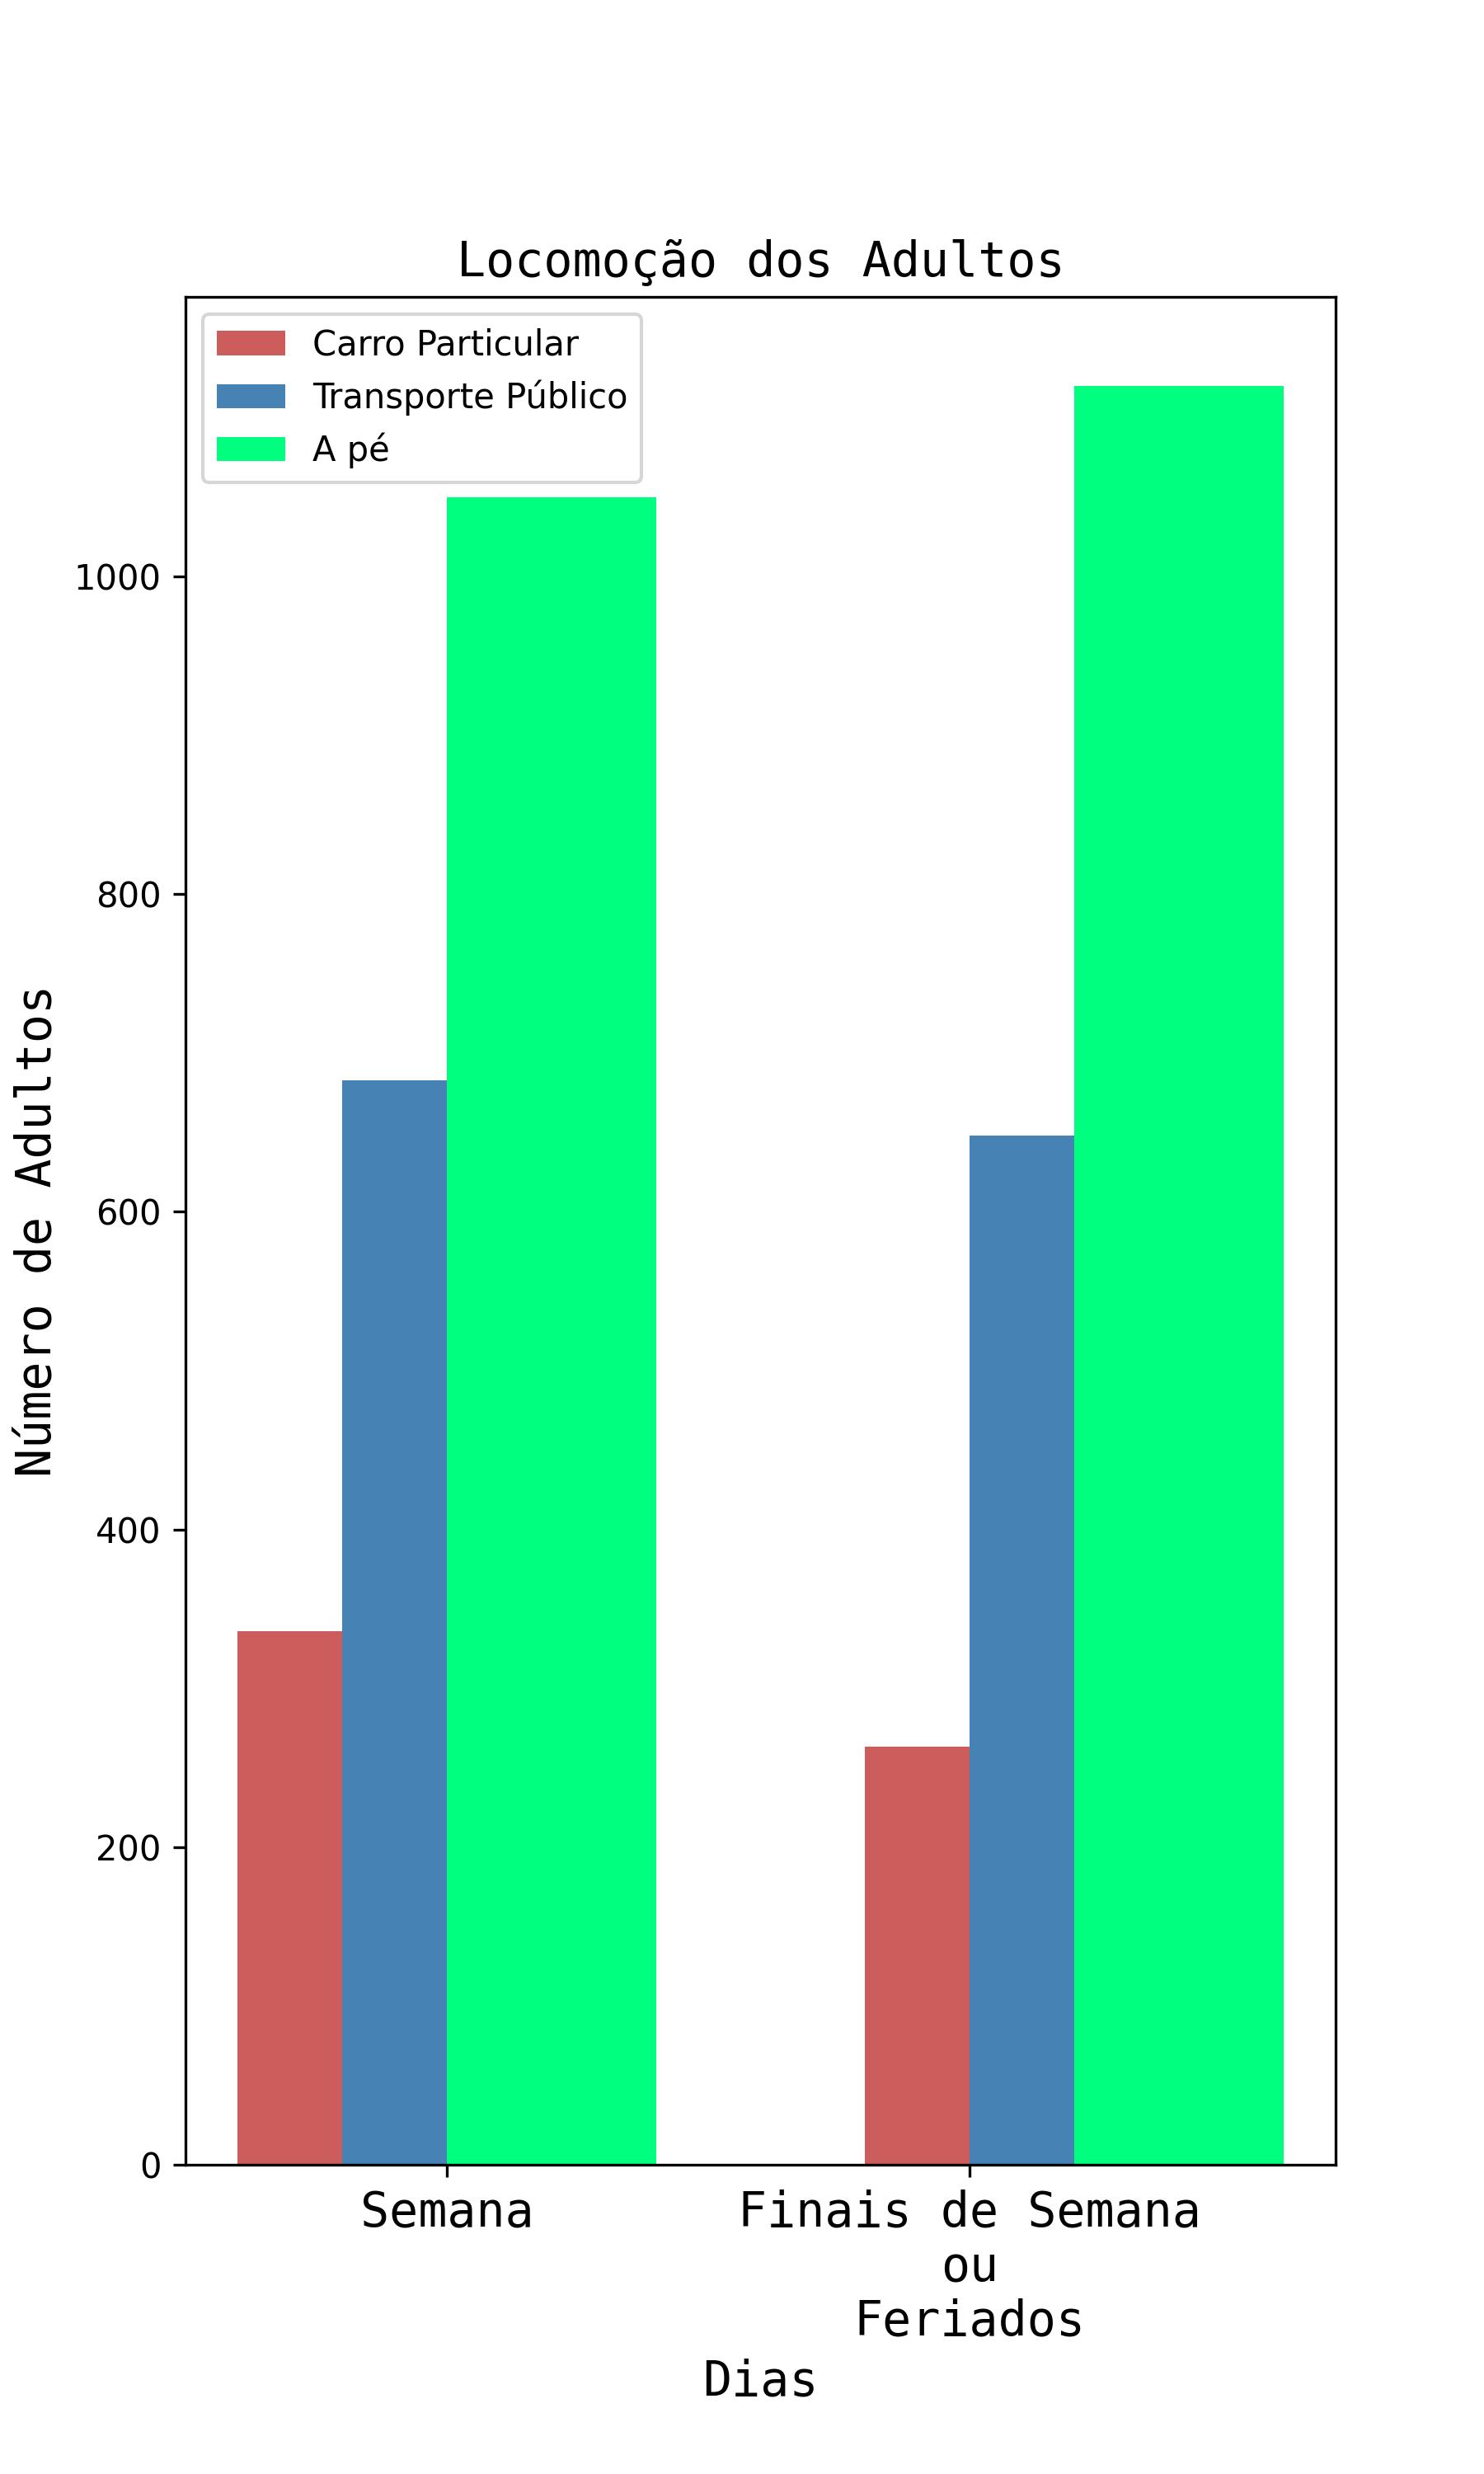 Locomoção dos Adultos
Carro Particular
Transporte Público
A pé
1000
800
600
400
200
0
Número de Adultos
Semana
Finais de Semana
ou
Feriados
Dias